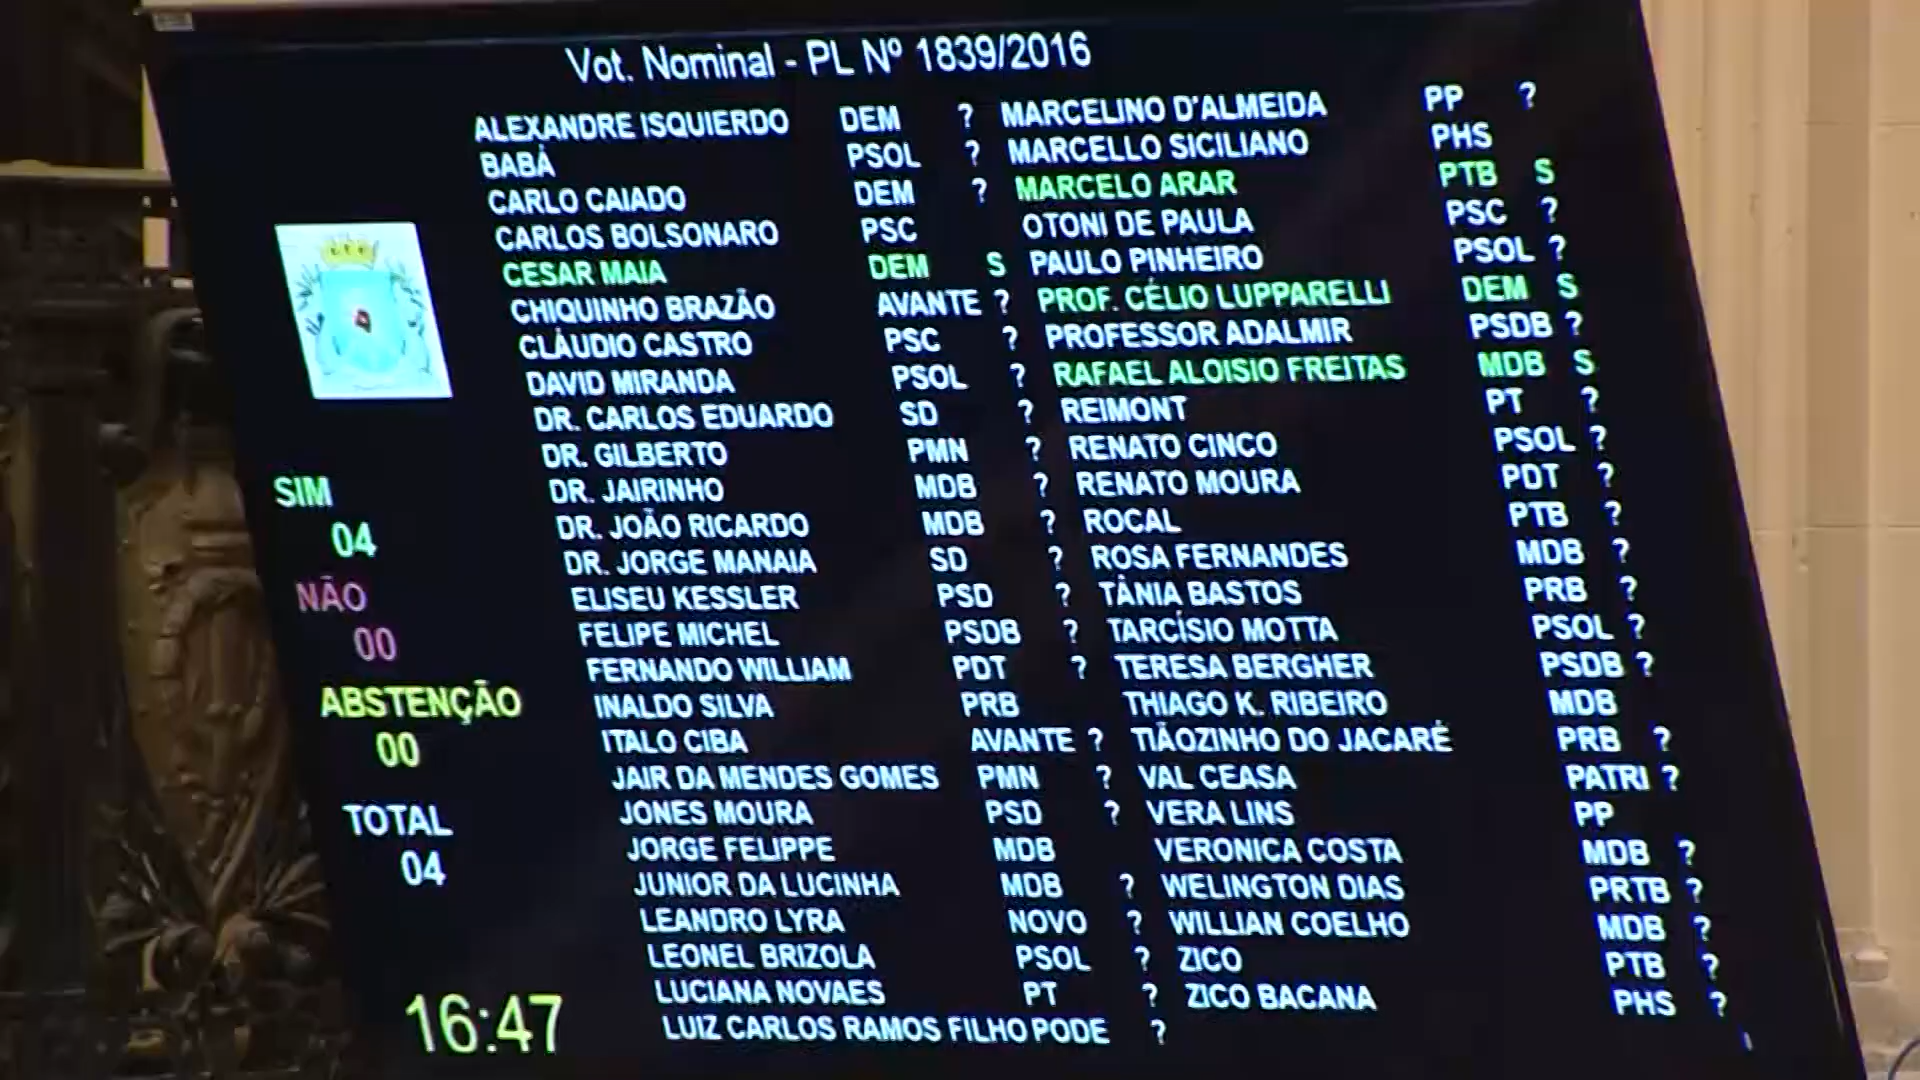 Vot. Nominal - PL Nº 1839/2016
ALEXANDRE ISQUIERDO DEM ?
BABÁ PSOL ?
CARLO CAIADO DEM ?
CARLOS BOLSONARO PSC
CESAR MAIA DEM S
CHIQUINHO BRAZÃO AVANTE ?
CLÁUDIO CASTRO PSC ?
DAVID MIRANDA PSOL ?
DR. CARLOS EDUARDO SD ?
DR. GILBERTO PMN ?
DR. JAIRINHO MDB ?
DR. JOÃO RICARDO MDB ?
DR. JORGE MANAIA SD ?
ELISEU KESSLER PSD ?
FELIPE MICHEL PSDB ?
FERNANDO WILLIAM PDT ?
INALDO SILVA PRB
ITALO CIBA AVANTE ?
JAIR DA MENDES GOMES PMN ?
JONES MOURA PSD ?
JORGE FELIPPE MDB
JUNIOR DA LUCINHA MDB ?
LEANDRO LYRA NOVO ?
LEONEL BRIZOLA PSOL ?
LUCIANA NOVAES PT ?
LUIZ CARLOS RAMOS FILHO PODE ?
MARCELINO D'ALMEIDA PP ?
MARCELLO SICILIANO PHS
MARCELO ARAR PTB S
OTONI DE PAULA PSC ?
PAULO PINHEIRO PSOL ?
PROF. CÉLIO LUPPARELLI DEM S
PROFESSOR ADALMIR PSDB ?
RAFAEL ALOISIO FREITAS MDB S
REIMONT PT ?
RENATO CINCO PSOL ?
RENATO MOURA PDT ?
ROCAL PTB ?
ROSA FERNANDES MDB ?
TÂNIA BASTOS PRB ?
TARCÍSIO MOTTA PSOL ?
TERESA BERGHER PSDB ?
THIAGO K. RIBEIRO MDB
TIÃOZINHO DO JACARÉ PRB ?
VAL CEASA PATRI ?
VERA LINS PP
VERONICA COSTA MDB ?
WELINGTON DIAS PRTB ?
WILLIAN COELHO MDB ?
ZICO PTB ?
ZICO BACANA PHS ?
SIM
04
NÃO
00
ABSTENÇÃO
00
TOTAL
04
16:47